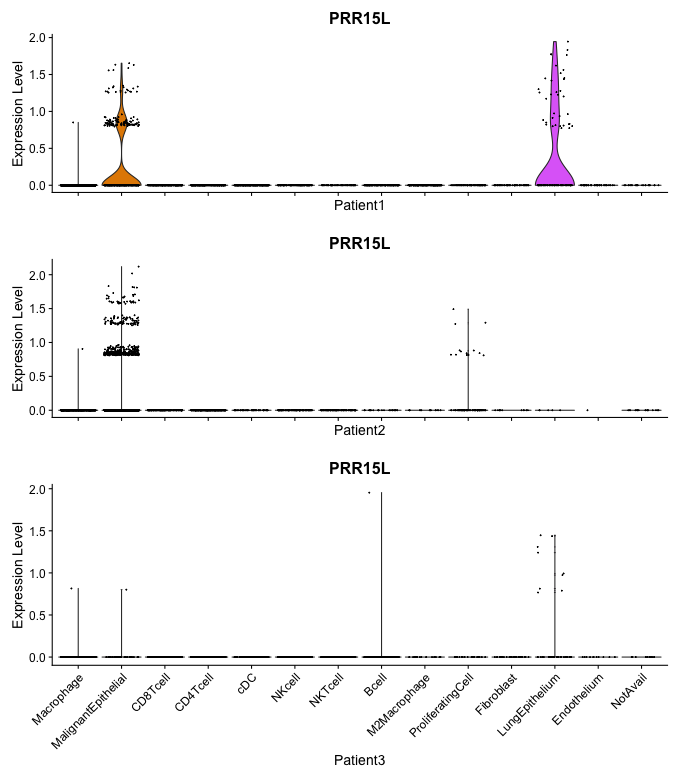 PRR15L
Expression Level
2.0
1.5
1.0
0.5
0.0
Patient1
PRR15L
Expression Level
2.0
1.5
1.0
0.5
0.0
Patient2
PRR15L
Expression Level
2.0
1.5
1.0
0.5
0.0
Macrophage
MalignantEpithelial
CD8Tcell
CD4Tcell
cDC
NKcell
NKTcell
Bcell
M2Macrophage
ProliferatingCell
Fibroblast
LungEpithelium
Endothelium
NotAvail
Patient3